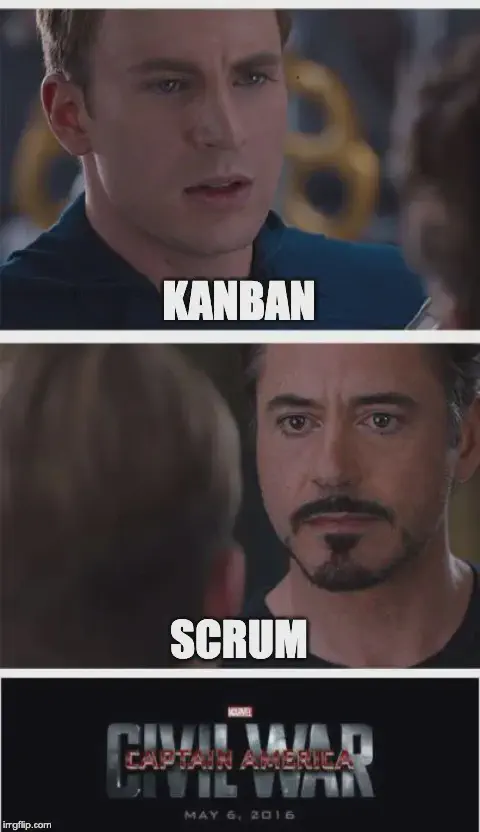 KANBAN
SCRUM
MARVEL
CIVIL WAR
CAPTAIN AMERICA
MAY 6, 2016
imgflip.com